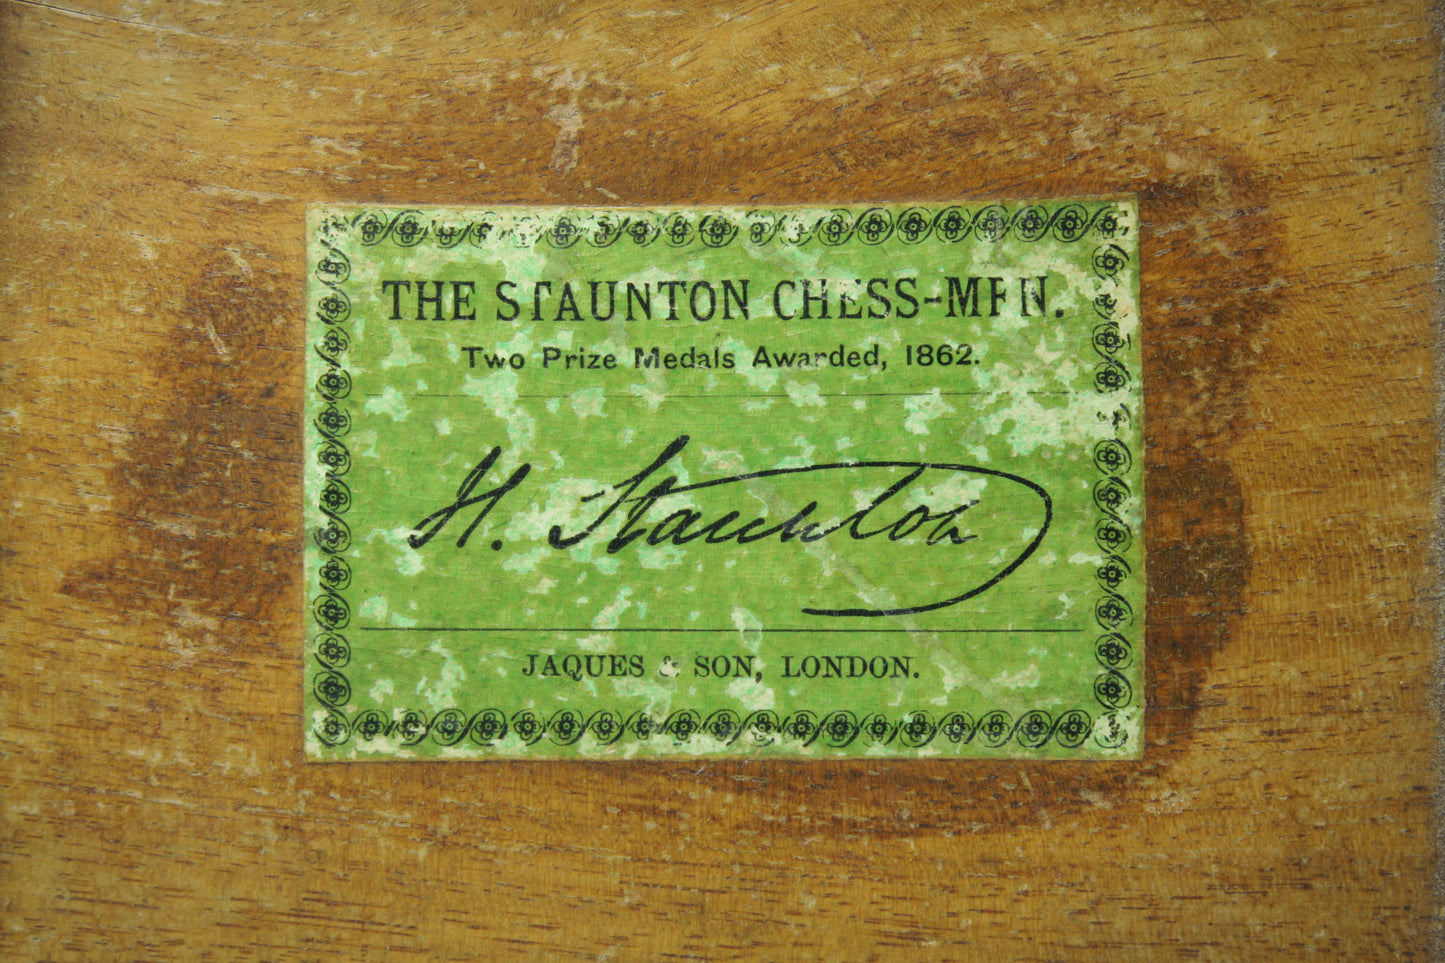 THE STAUNTON CHESS-MEN.
Two Prize Medals Awarded, 1862.
H. Staunton
JAQUES & SON, LONDON.